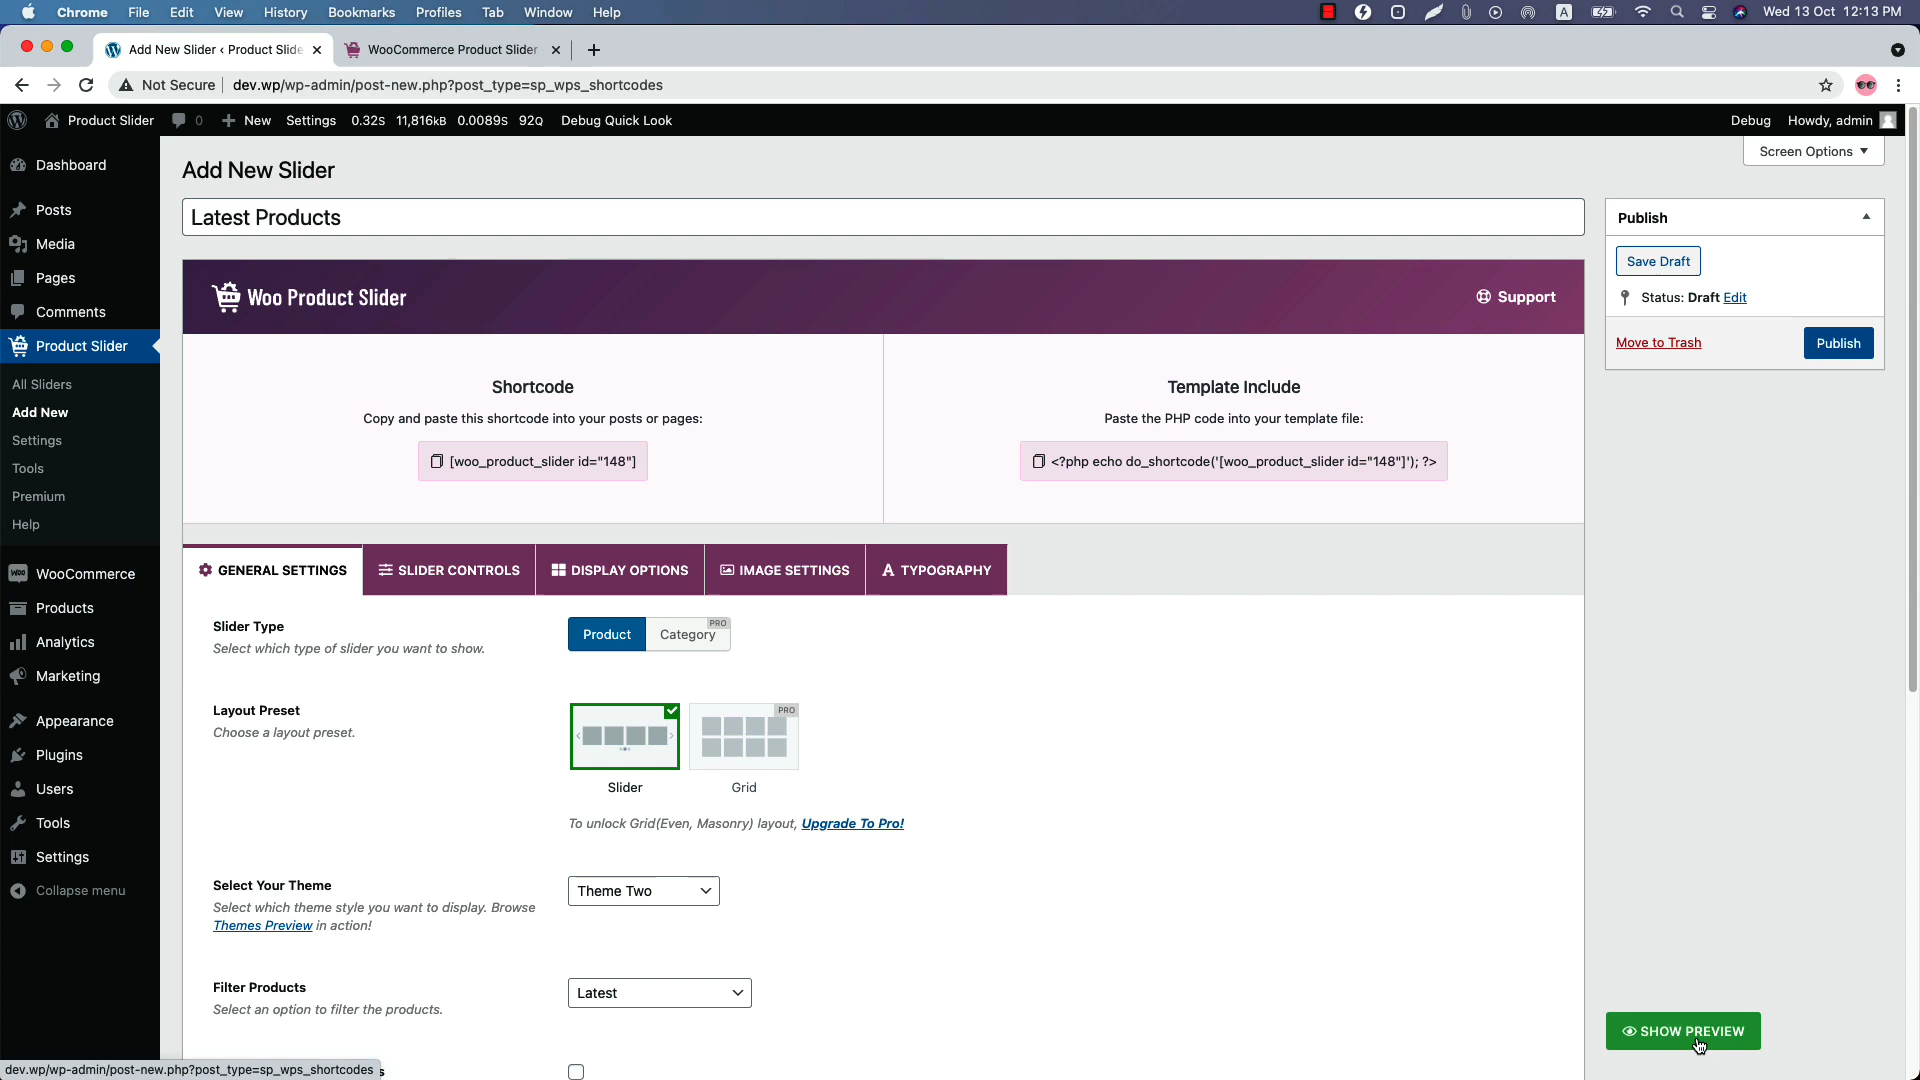 Chrome File Edit View History Bookmarks Profiles Tab Window Help A Wed 13 Oct 12:13 PM
Add New Slider ‹ Product Slide WooCommerce Product Slider
Not Secure dev.wp/wp-admin/post-new.php?post_type=sp_wps_shortcodes
Product Slider 0 New Settings 0.32s 11,816KB 0.0089s 92Q Debug Quick Look Debug Howdy, admin
Screen Options
Dashboard
Posts
Media
Pages
Comments
Product Slider
All Sliders
Add New
Settings
Tools
Premium
Help
Woo WooCommerce
Products
Analytics
Marketing
Appearance
Plugins
Users
Tools
Settings
Collapse menu
Add New Slider
Latest Products
Woo Product Slider
Support
Shortcode
Copy and paste this shortcode into your posts or pages:
[woo_product_slider id="148"]
Template Include
Paste the PHP code into your template file:
<?php echo do_shortcode('[woo_product_slider id="148"]'); ?>
GENERAL SETTINGS SLIDER CONTROLS DISPLAY OPTIONS IMAGE SETTINGS A TYPOGRAPHY
Slider Type
Select which type of slider you want to show.
Product Category PRO
Layout Preset
Choose a layout preset.
PRO
Slider Grid
To unlock Grid(Even, Masonry) layout, Upgrade To Pro!
Select Your Theme
Select which theme style you want to display. Browse
Themes Preview in action!
Theme Two
Filter Products
Select an option to filter the products.
Latest
Publish
Save Draft
Status: Draft Edit
Move to Trash Publish
SHOW PREVIEW
dev.wp/wp-admin/post-new.php?post_type=sp_wps_shortcodes